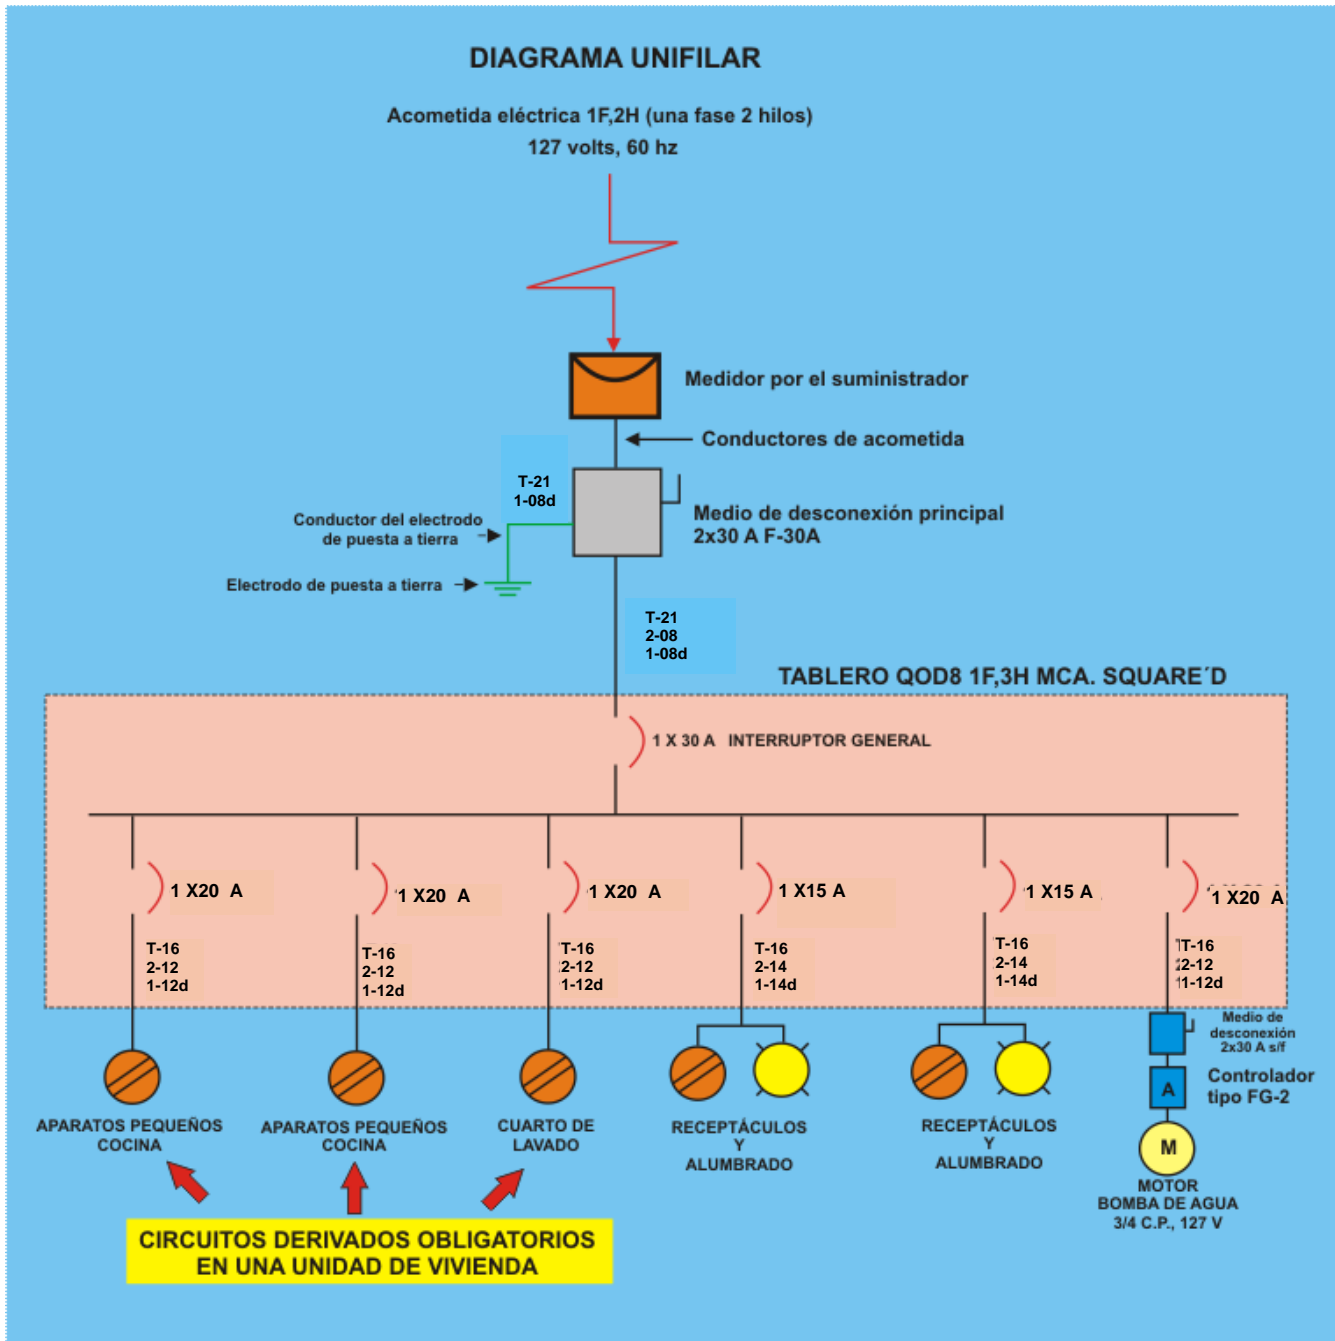 DIAGRAMA UNIFILAR
Acometida eléctrica 1F,2H (una fase 2 hilos)
127 volts, 60 hz
Medidor por el suministrador
Conductores de acometida
T-21
1-08d
Conductor del electrodo
de puesta a tierra
Medio de desconexión principal
2x30 A F-30A
Electrodo de puesta a tierra
T-21
2-08
1-08d
TABLERO QOD8 1F,3H MCA. SQUARE´D
1 X 30 A INTERRUPTOR GENERAL
1 X20 A
1 X20 A
1 X20 A
1 X15 A
1 X15 A
1 X20 A
T-16
2-12
1-12d
T-16
2-12
1-12d
T-16
2-12
1-12d
T-16
2-14
1-14d
T-16
2-14
1-14d
T-16
2-12
1-12d
Medio de
desconexión
2x30 A s/f
Controlador
tipo FG-2
A
M
APARATOS PEQUEÑOS
COCINA
APARATOS PEQUEÑOS
COCINA
CUARTO DE
LAVADO
RECEPTÁCULOS
Y
ALUMBRADO
RECEPTÁCULOS
Y
ALUMBRADO
MOTOR
BOMBA DE AGUA
3/4 C.P., 127 V
CIRCUITOS DERIVADOS OBLIGATORIOS
EN UNA UNIDAD DE VIVIENDA